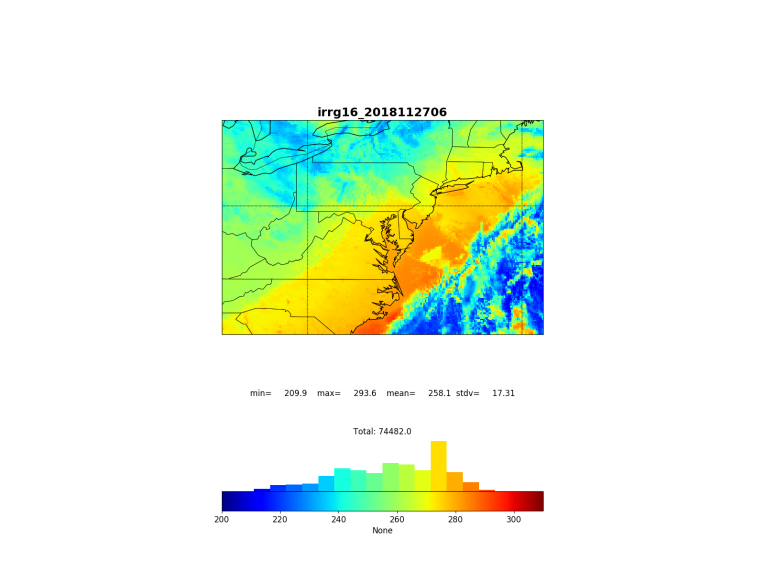 irrg16_2018112706
min= 209.9 max= 293.6 mean= 258.1 stdv= 17.31
Total: 74482.0
200 220 240 260 280 300
None